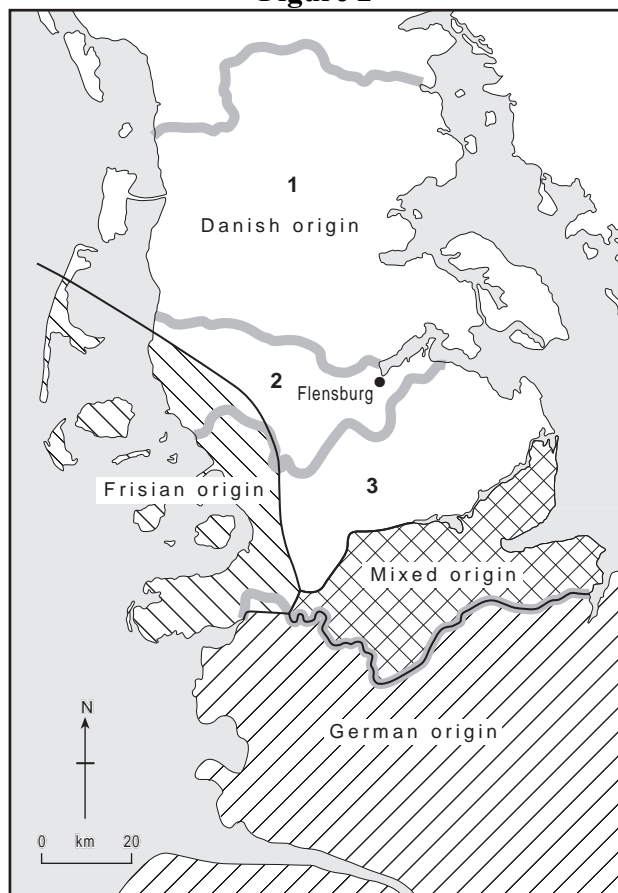 Figure 2
1
Danish origin
2
Flensburg
3
Frisian origin
Mixed origin
German origin
N
0 km 20